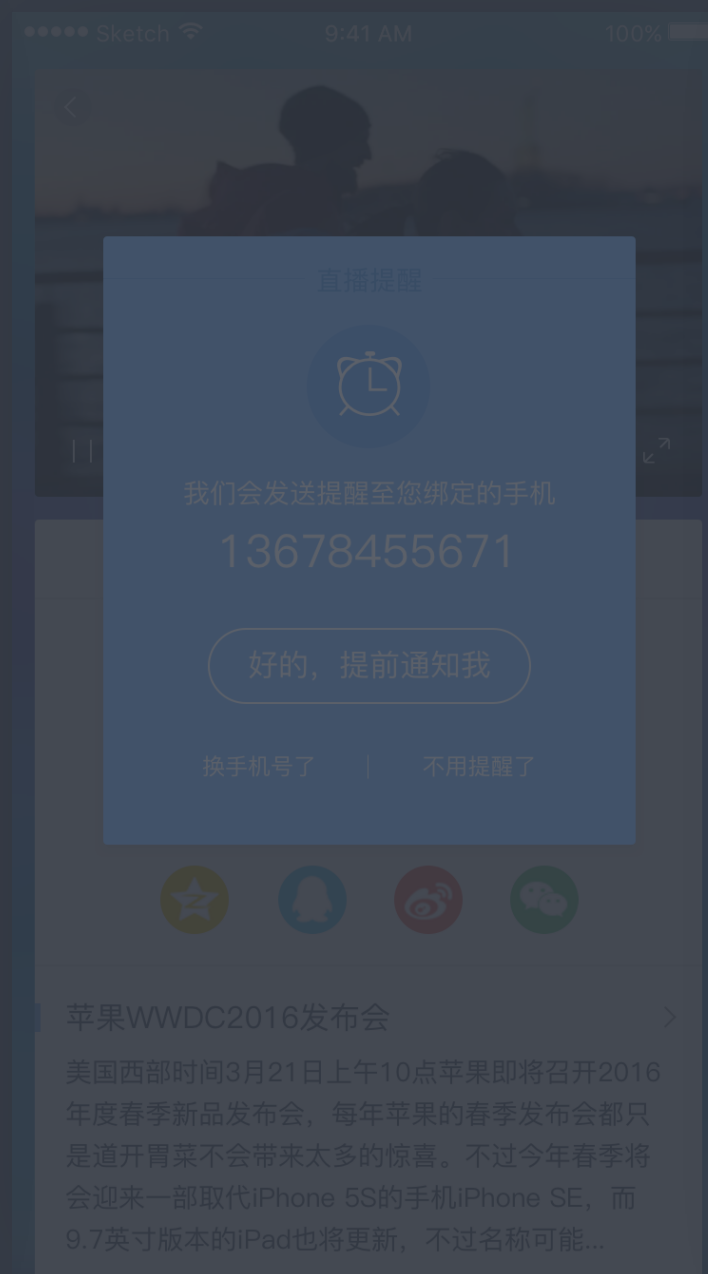 Sketch 9:41 AM 100%
直播提醒
我们会发送提醒至您绑定的手机
13678455671
好的，提前通知我
换手机号了 | 不用提醒了
苹果WWDC2016发布会
美国西部时间3月21日上午10点苹果即将召开2016
年度春季新品发布会，每年苹果的春季发布会都只
是道开胃菜不会带来太多的惊喜。不过今年春季将
会迎来一部取代iPhone 5S的手机iPhone SE，而
9.7英寸版本的iPad也将更新，不过名称可能...